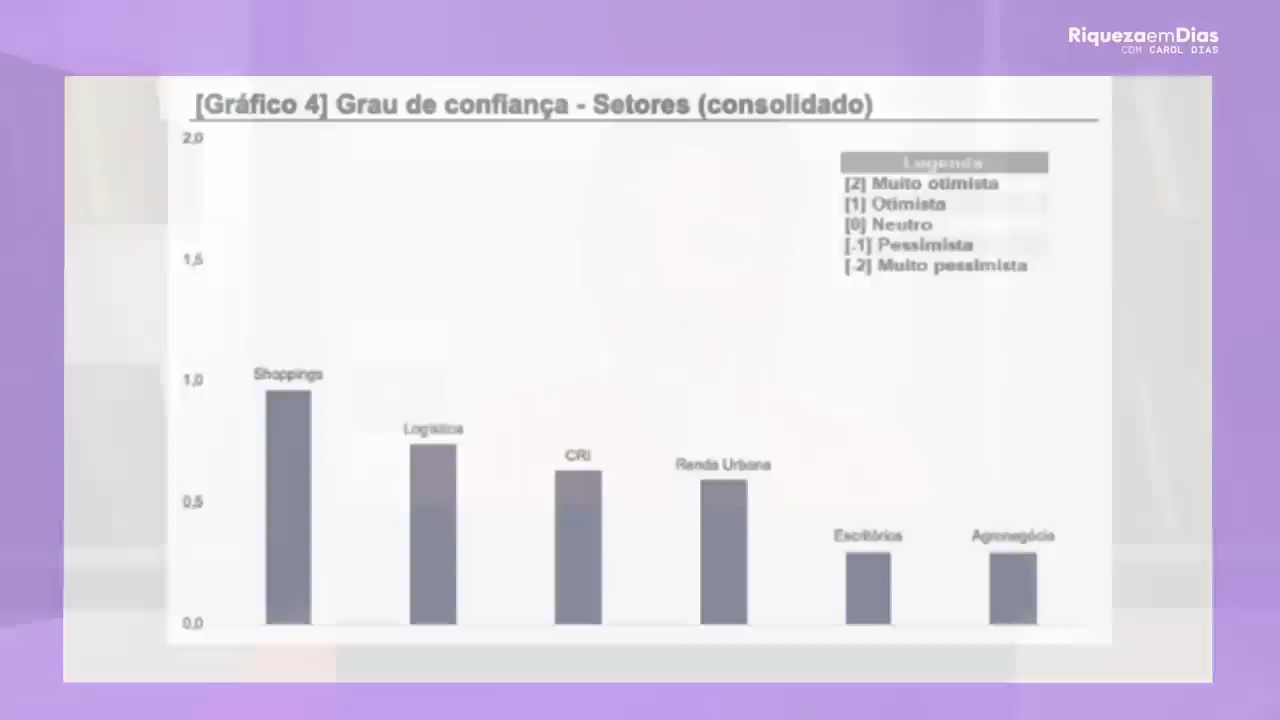 RiquezaemDias
COM CAROL DIAS
[Gráfico 4] Grau de confiança - Setores (consolidado)
2,0
Legenda
[2] Muito otimista
[1] Otimista
[0] Neutro
[-1] Pessimista
[-2] Muito pessimista
1,5
1,0
Shoppings
Logística
CRI
Renda Urbana
0,5
Escritórios
Agronegócio
0,0